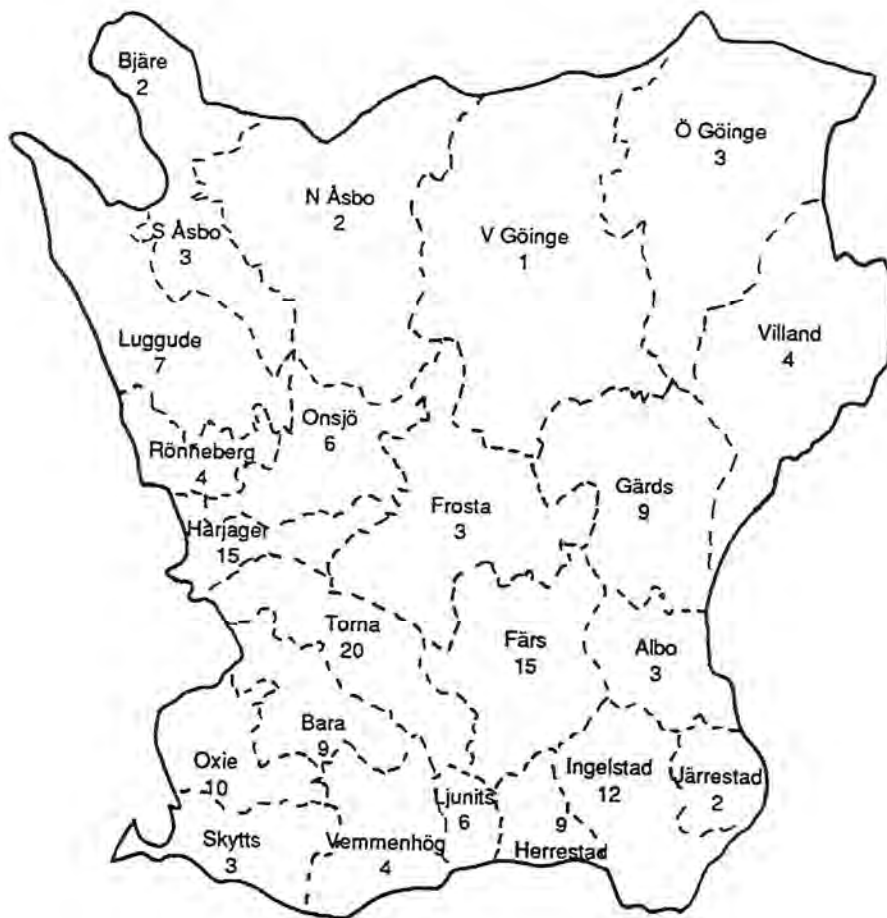 Bjäre
2
Ö Göinge
3
N Åsbo
2
S Åsbo
3
V Göinge
1
Luggude
7
Villand
4
Onsjö
6
Rönneberg
4
Gärds
9
Frosta
3
Harjager
15
Torna
20
Färs
15
Albo
3
Bara
9
Oxie
10
Ingelstad
12
Järrestad
2
Ljunits
6
Skytts
3
Vemmenhög
4
9
Herrestad